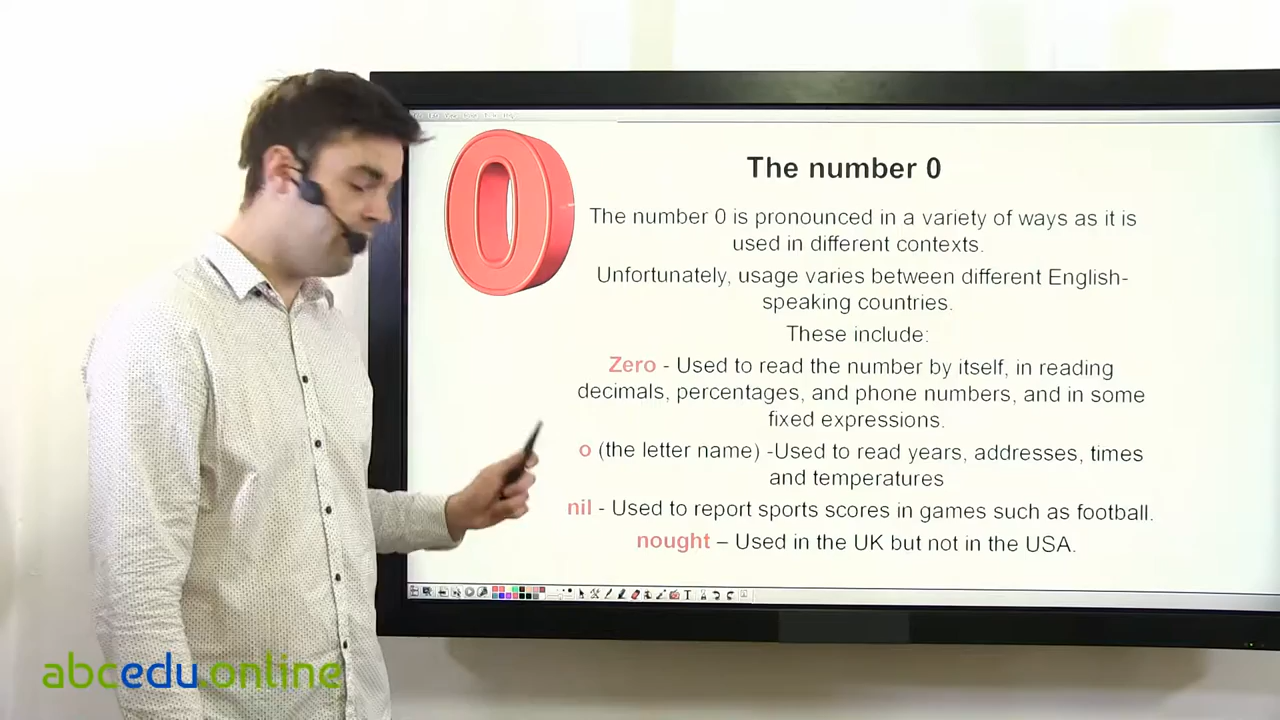 The number 0
The number 0 is pronounced in a variety of ways as it is
used in different contexts.
Unfortunately, usage varies between different English-
speaking countries.
These include:
Zero - Used to read the number by itself, in reading
decimals, percentages, and phone numbers, and in some
fixed expressions.
o (the letter name) -Used to read years, addresses, times
and temperatures
nil - Used to report sports scores in games such as football.
nought – Used in the UK but not in the USA.
0
abcedu.online